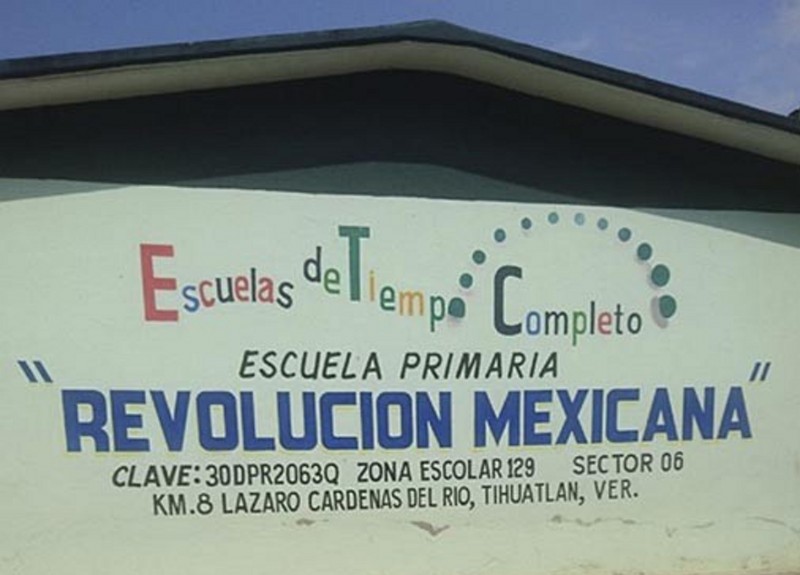 Escuelas de Tiempo Completo
ESCUELA PRIMARIA
"REVOLUCION MEXICANA"
CLAVE: 30DPR2063Q ZONA ESCOLAR 129 SECTOR 06
KM.8 LAZARO CARDENAS DEL RIO, TIHUATLAN, VER.